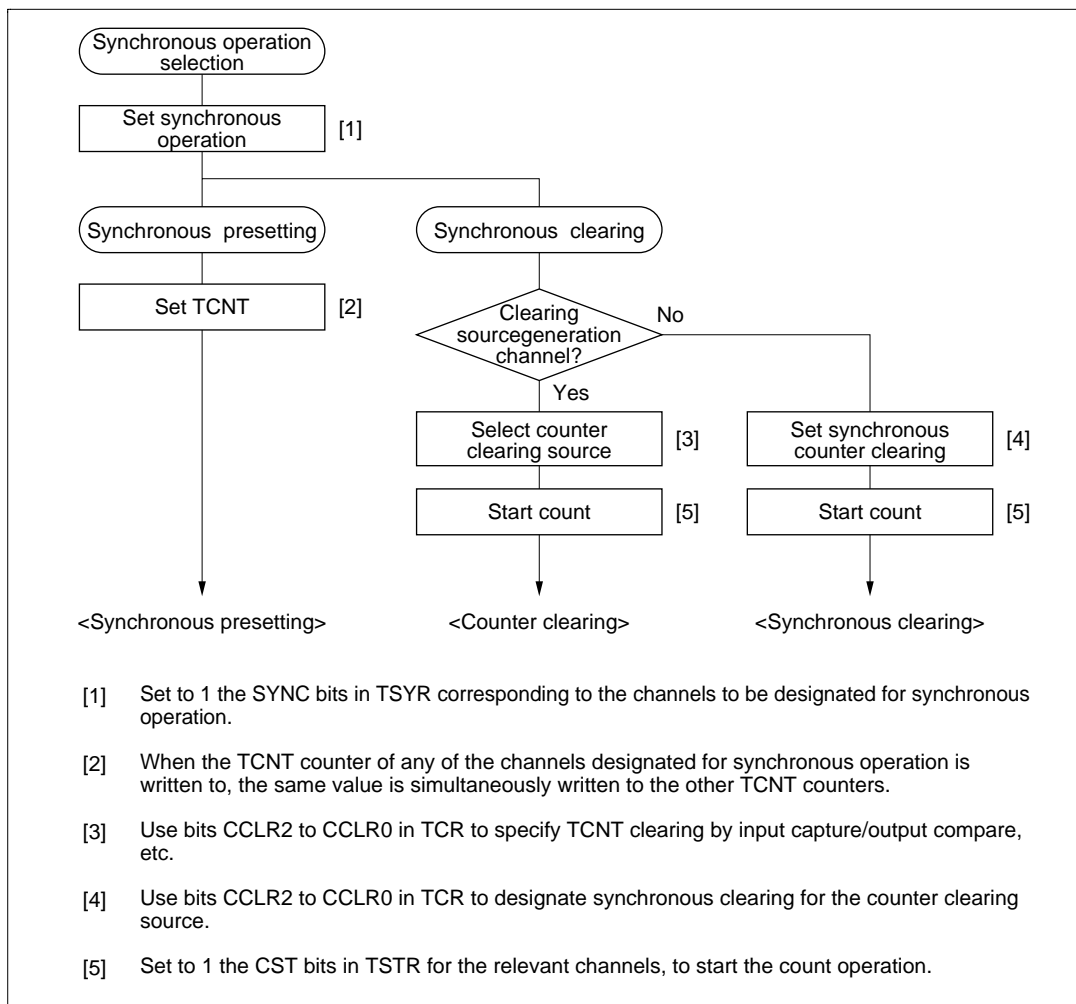 Synchronous operation
selection
Set synchronous
operation
[1]
Synchronous presetting
Synchronous clearing
Set TCNT
[2]
Clearing
sourcegeneration
channel?
No
Yes
Select counter
clearing source
[3]
Set synchronous
counter clearing
[4]
Start count
[5]
Start count
[5]
<Synchronous presetting>
<Counter clearing>
<Synchronous clearing>
[1] Set to 1 the SYNC bits in TSYR corresponding to the channels to be designated for synchronous
operation.
[2] When the TCNT counter of any of the channels designated for synchronous operation is
written to, the same value is simultaneously written to the other TCNT counters.
[3] Use bits CCLR2 to CCLR0 in TCR to specify TCNT clearing by input capture/output compare,
etc.
[4] Use bits CCLR2 to CCLR0 in TCR to designate synchronous clearing for the counter clearing
source.
[5] Set to 1 the CST bits in TSTR for the relevant channels, to start the count operation.